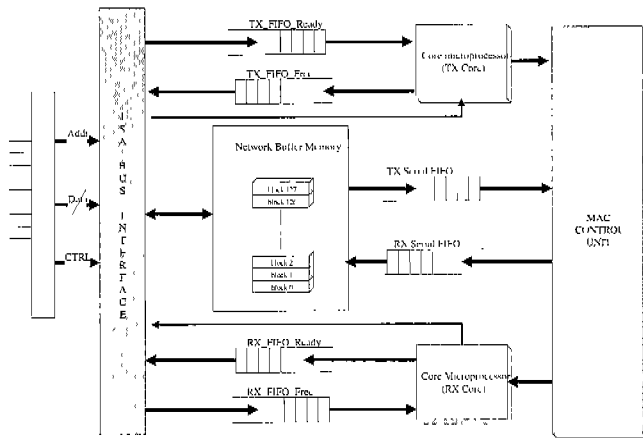 TX_FIFO_Ready
Core microprocessor
(TX Core)
TX_FIFO_Free
ISA BUS INTERFACE
Addr
Network Buffer Memory
TX Serial FIFO
block 127
block 126
Data
MAC
CONTROL
UNIT
RX Serial FIFO
CTRL
block 2
block 1
block 0
RX_FIFO_Ready
Core Microprocessor
(RX Core)
RX_FIFO_Free